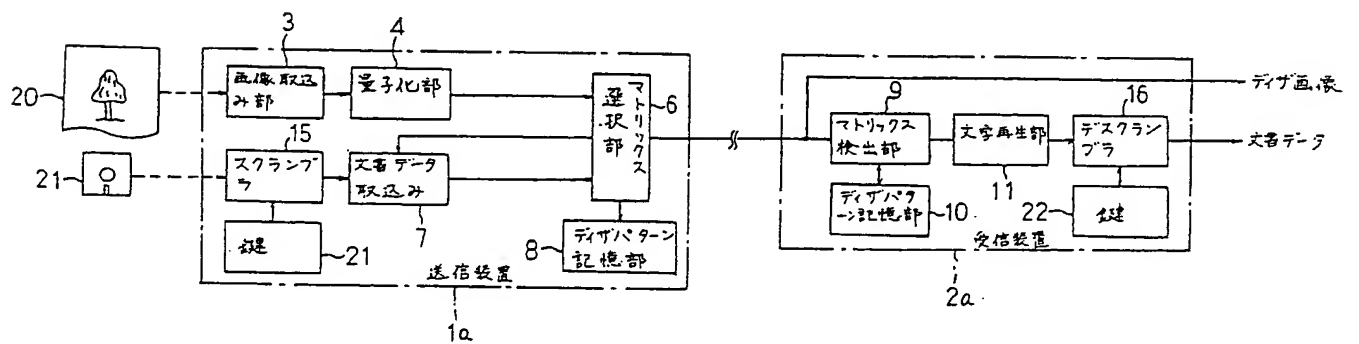 3
4
画像取込
み部
量子化部
マトリックス
選択部
6
20
15
スクランブ
ラ
文書データ
取込み
7
21
鍵
21
8
ディザパターン
記憶部
送信装置
1a
9
マトリックス
検出部
文字再生部
11
16
デスクラン
ブラ
ディザパタ
ーン記憶部
10
22
鍵
受信装置
2a
ディザ画像
文書データ